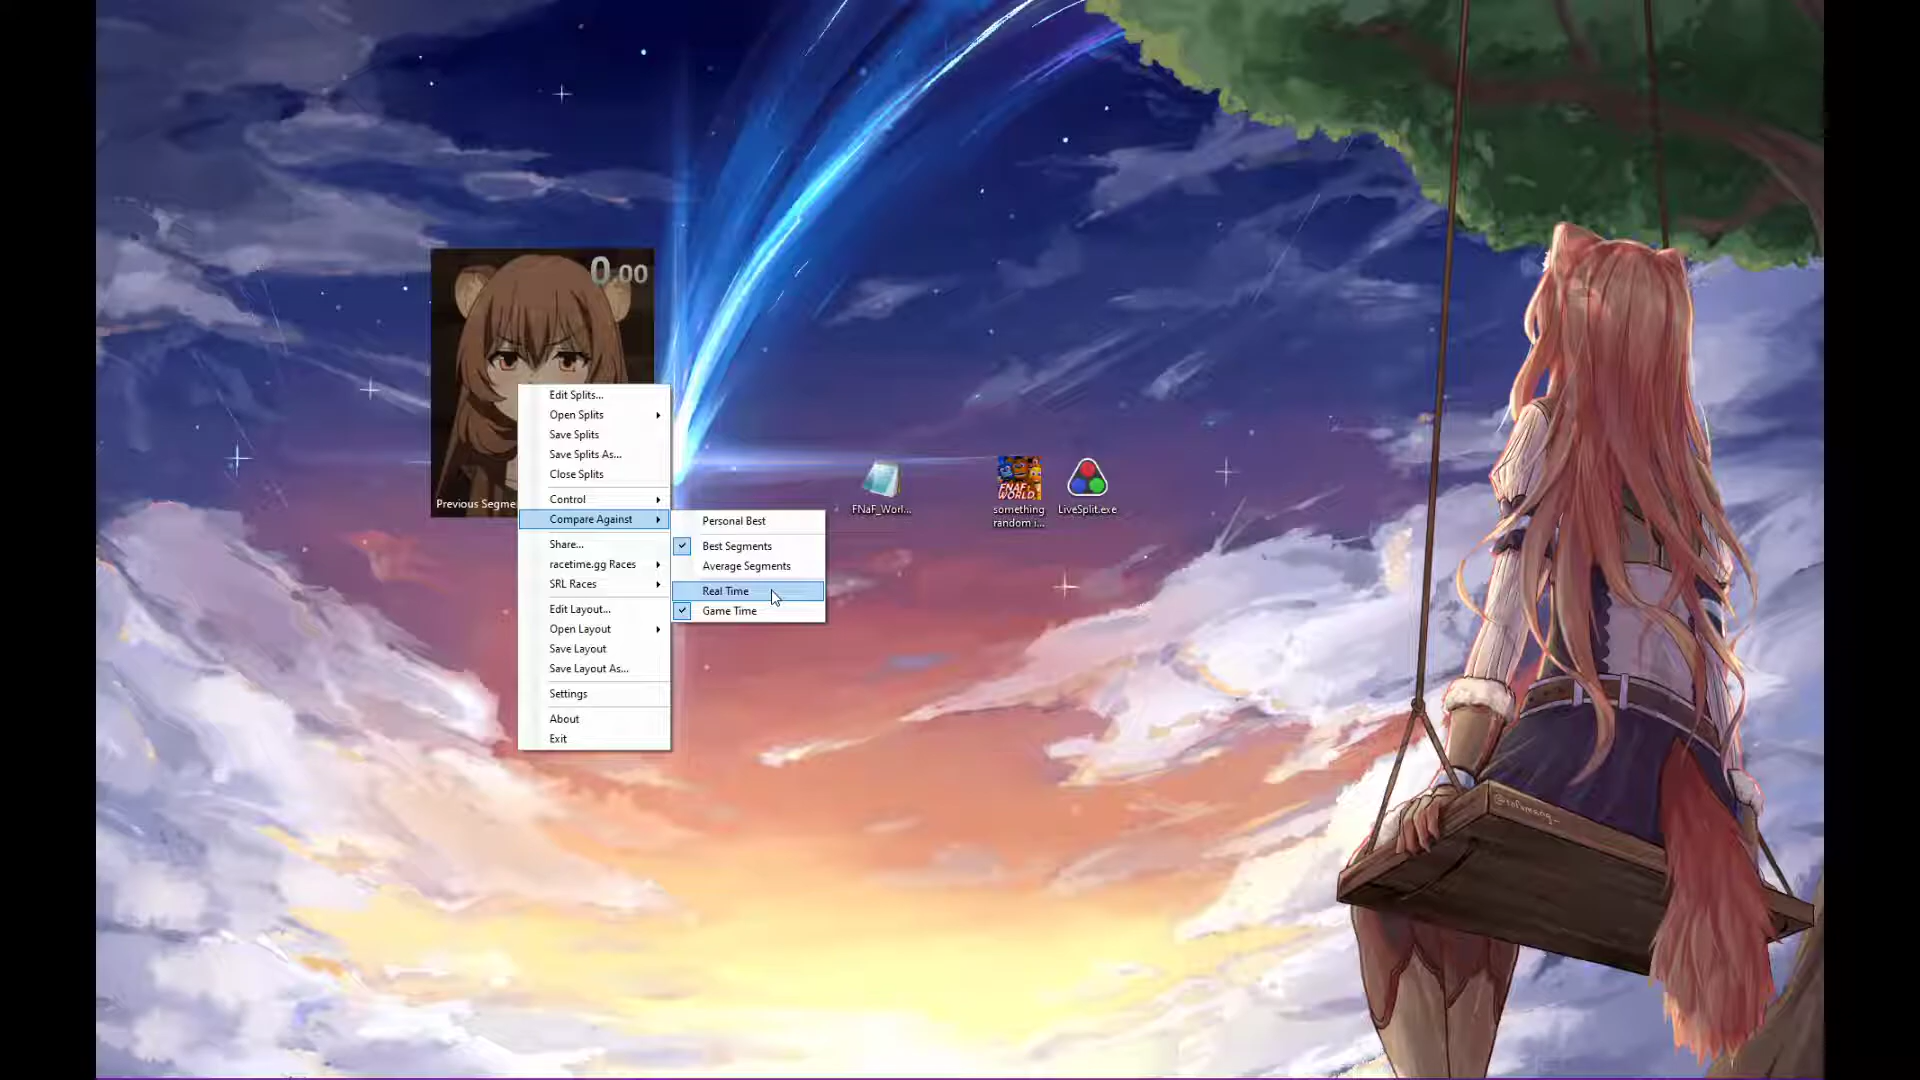 0.00
Previous Segme
Edit Splits...
Open Splits
Save Splits
Save Splits As...
Close Splits
Control
Compare Against
Share...
racetime.gg Races
SRL Races
Edit Layout...
Open Layout
Save Layout
Save Layout As...
Settings
About
Exit
Personal Best
Best Segments
Average Segments
Real Time
Game Time
FNaF_Worl...
FNAF
WORLD
something
random i...
LiveSplit.exe